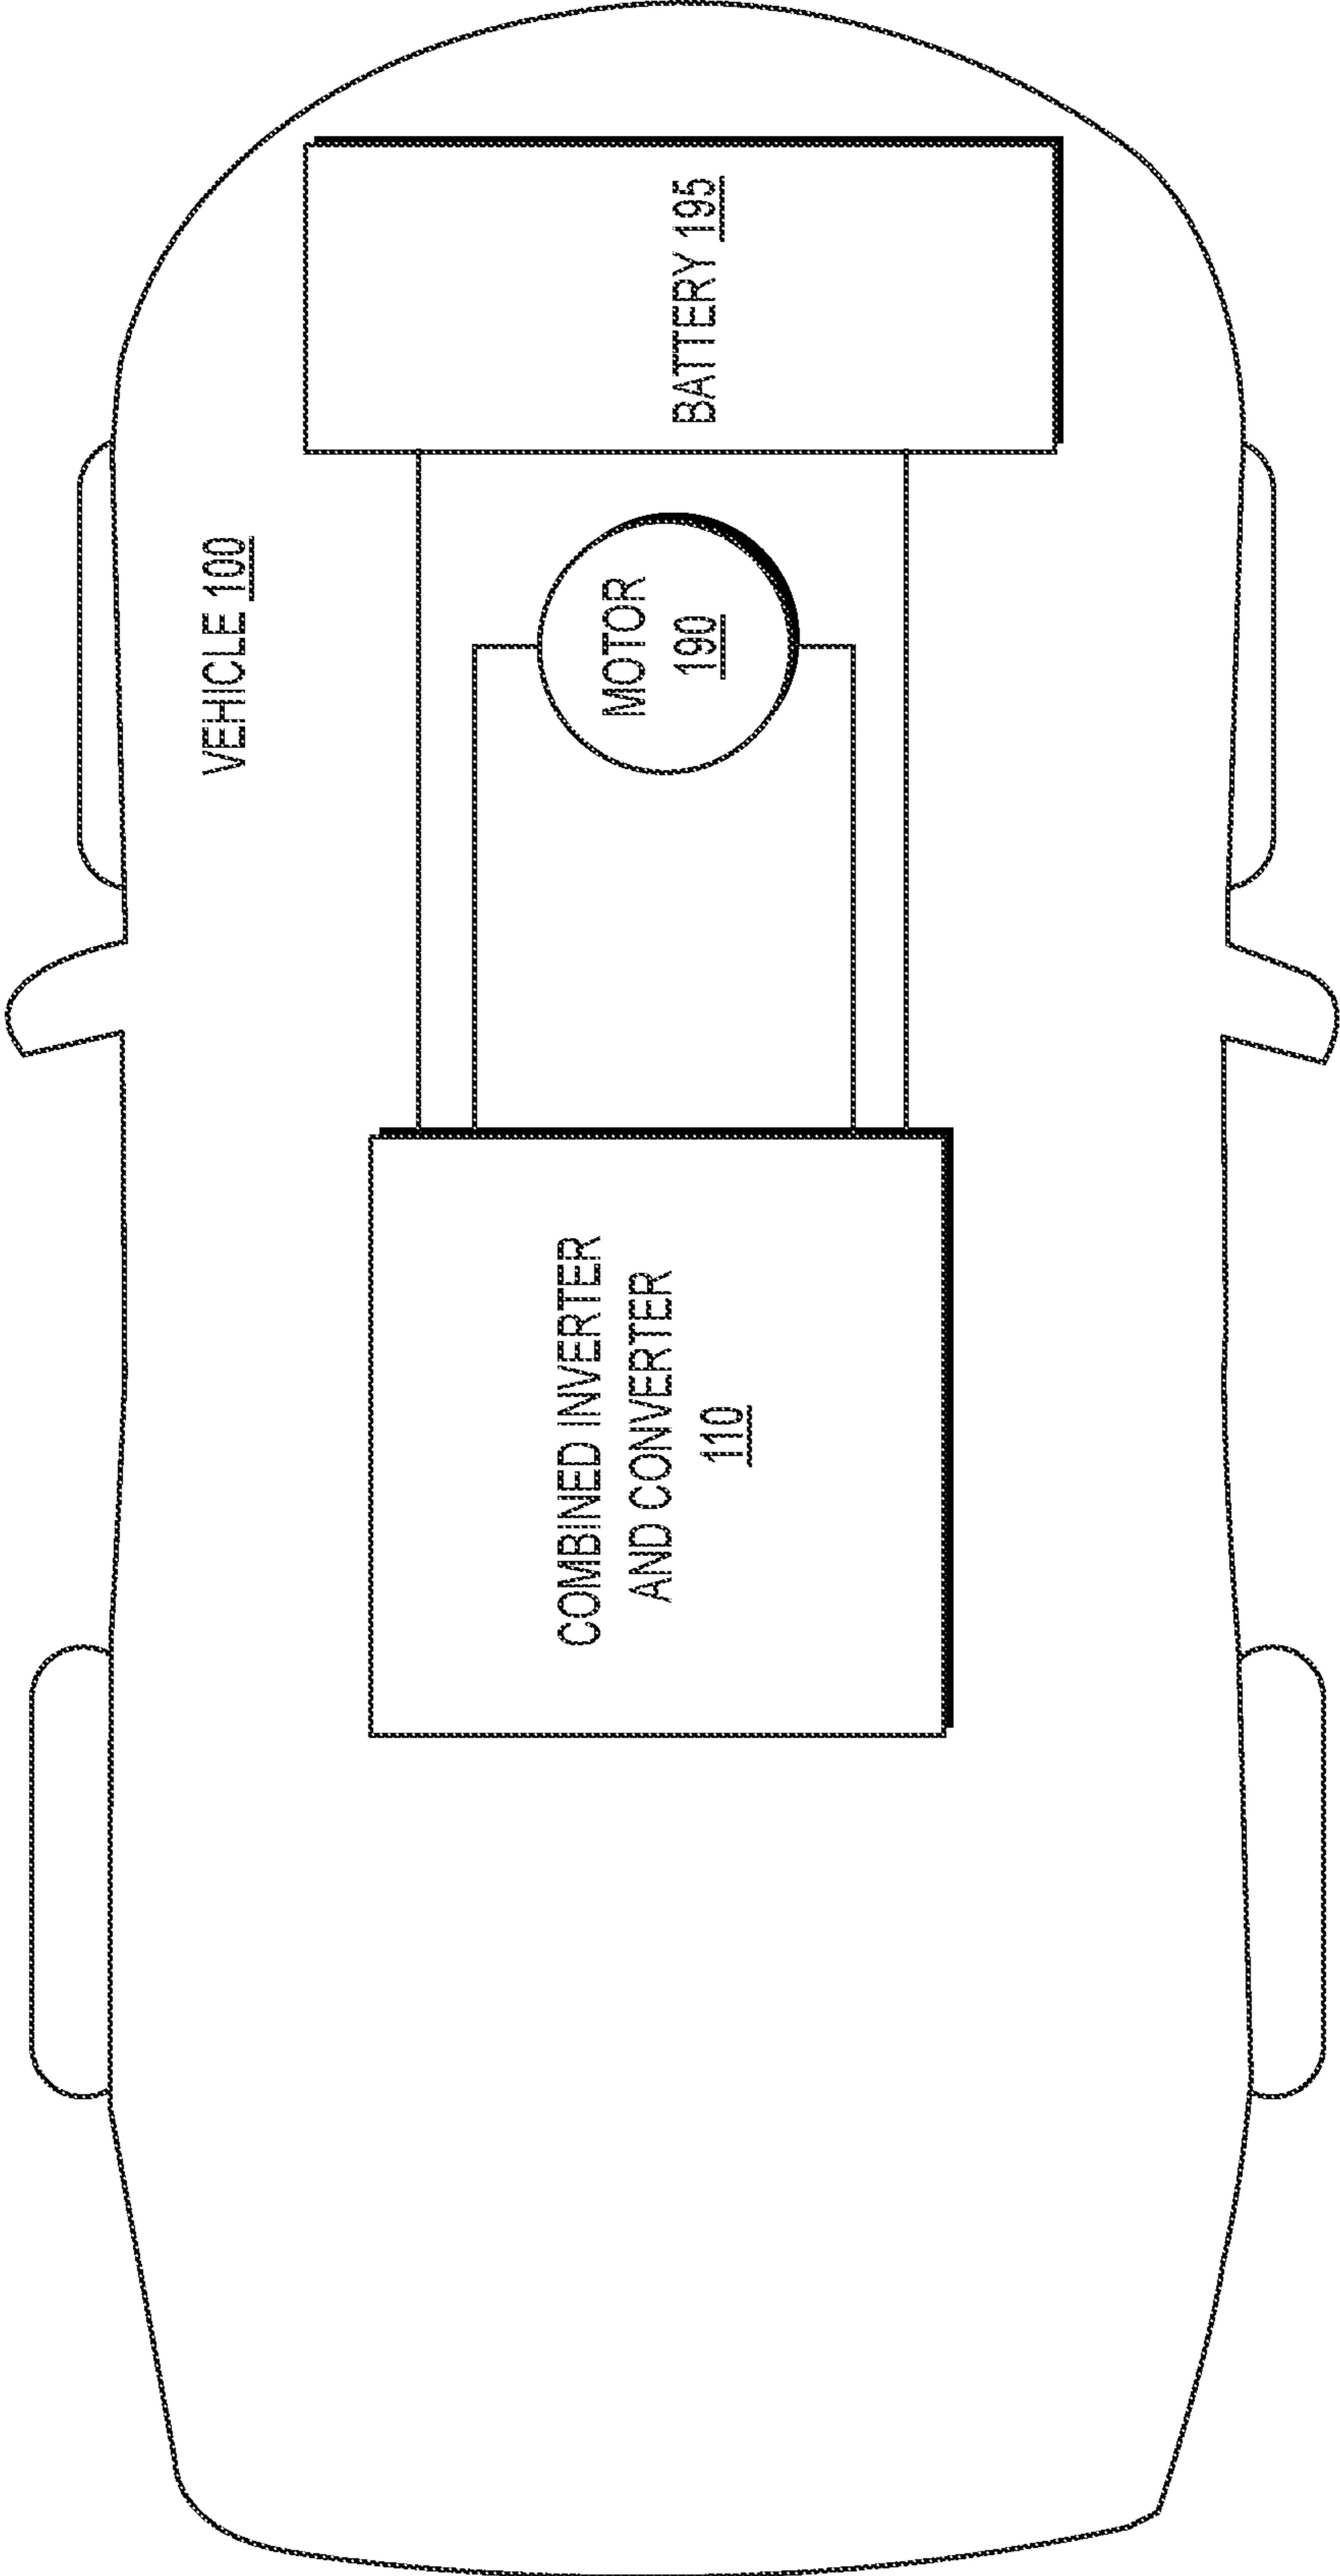 VEHICLE 100
COMBINED INVERTER
AND CONVERTER
110
MOTOR
190
BATTERY 195